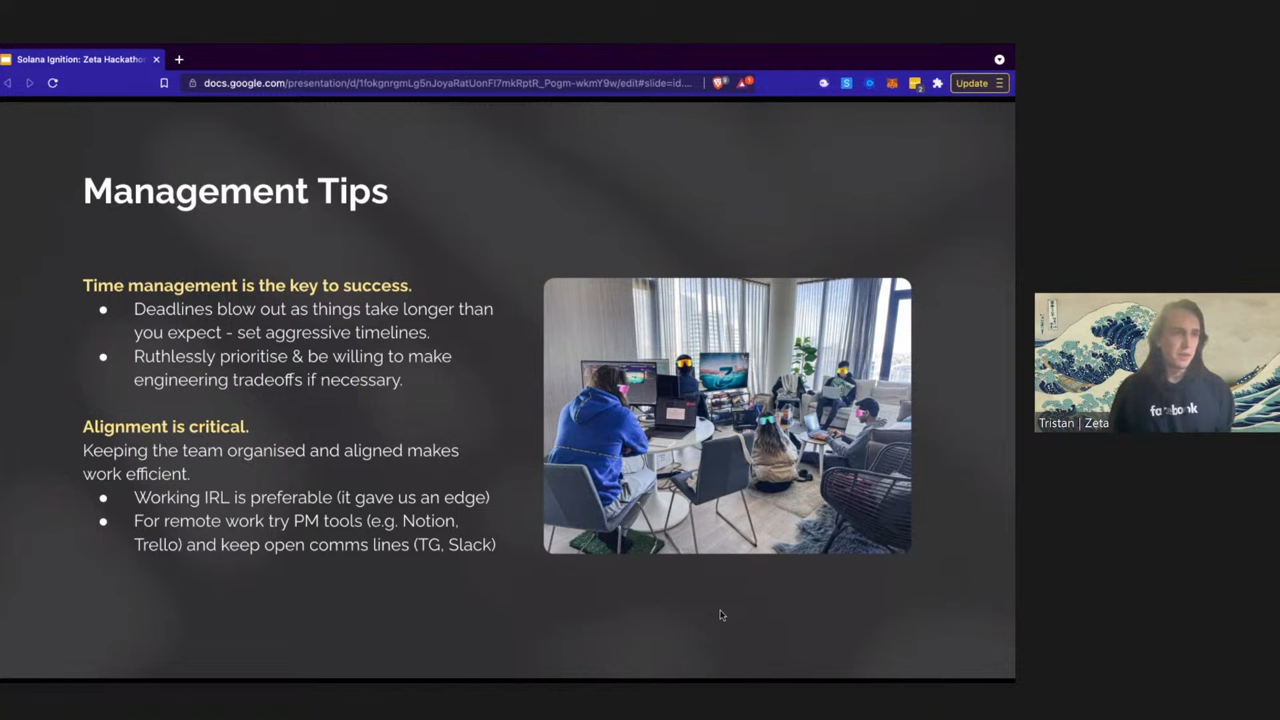 Solana Ignition: Zeta Hackathon
docs.google.com/presentation/d/1fokgnrgmLg5nJoyaRatUonFl7mkRptR_Pogm-wkmY9w/edit#slide=id....
Update
Management Tips
Time management is the key to success.
● Deadlines blow out as things take longer than
you expect - set aggressive timelines.
● Ruthlessly prioritise & be willing to make
engineering tradeoffs if necessary.
Alignment is critical.
Keeping the team organised and aligned makes
work efficient.
● Working IRL is preferable (it gave us an edge)
● For remote work try PM tools (e.g. Notion,
Trello) and keep open comms lines (TG, Slack)
facebook
Tristan | Zeta